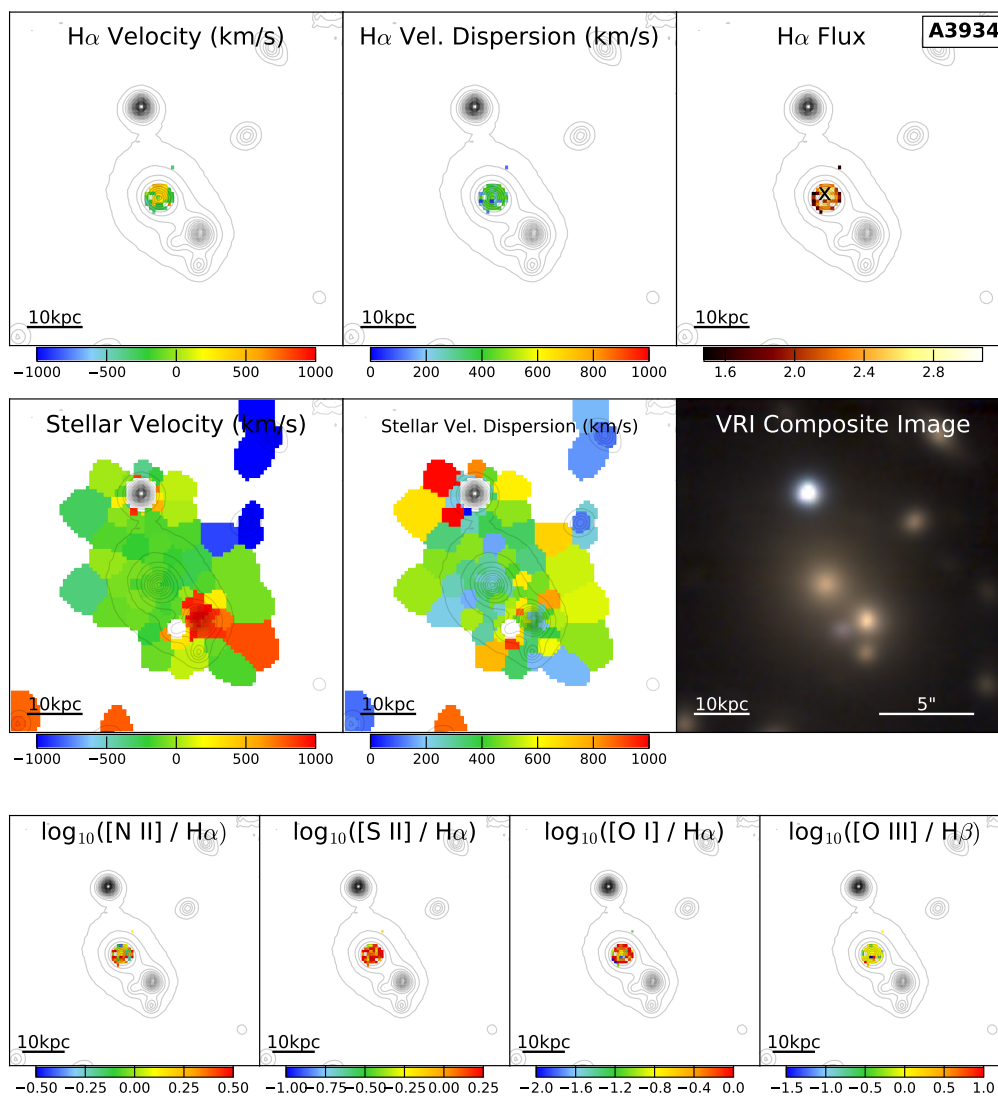 Hα Velocity (km/s)
Hα Vel. Dispersion (km/s)
Hα Flux
A3934
X
10kpc
10kpc
10kpc
−1000 −500 0 500 1000
0 200 400 600 800 1000
1.6 2.0 2.4 2.8
Stellar Velocity (km/s)
Stellar Vel. Dispersion (km/s)
VRI Composite Image
10kpc
10kpc
10kpc
5"
−1000 −500 0 500 1000
0 200 400 600 800 1000
log₁₀([N II] / Hα)
log₁₀([S II] / Hα)
log₁₀([O I] / Hα)
log₁₀([O III] / Hβ)
10kpc
10kpc
10kpc
10kpc
−0.50 −0.25 0.00 0.25 0.50
−1.00 −0.75 −0.50 −0.25 0.00 0.25
−2.0 −1.6 −1.2 −0.8 −0.4 0.0
−1.5 −1.0 −0.5 0.0 0.5 1.0